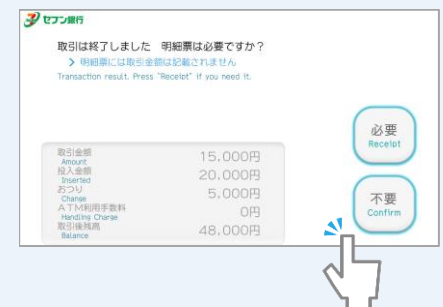 セブン銀行
取引は終了しました 明細票は必要ですか?
> 明細票には取引金額は記載されません
Transaction result. Press "Receipt" if you need it.
必要
Receipt
取引金額 15,000円
Amount
投入金額 20,000円
Inserted
おつり 5,000円
Change
ATM利用手数料 0円
Handling Charge
取引後残高 48,000円
Balance
不要
Confirm